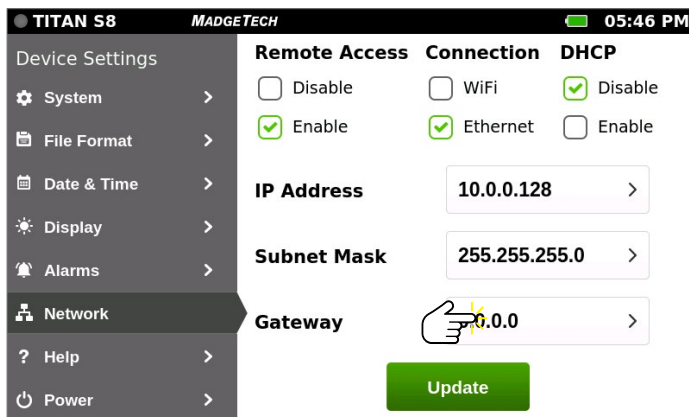 TITAN S8 MADGETECH 05:46 PM
Device Settings
System
File Format
Date & Time
Display
Alarms
Network
? Help
Power
Remote Access Connection DHCP
Disable WiFi Disable
Enable Ethernet Enable
IP Address 10.0.0.128
Subnet Mask 255.255.255.0
Gateway
Update